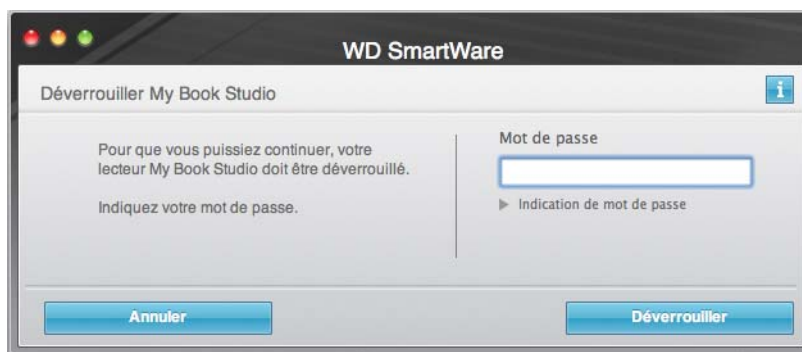 WD SmartWare
Déverrouiller My Book Studio
i
Pour que vous puissiez continuer, votre
lecteur My Book Studio doit être déverrouillé.
Indiquez votre mot de passe.
Mot de passe
Indication de mot de passe
Annuler
Déverrouiller